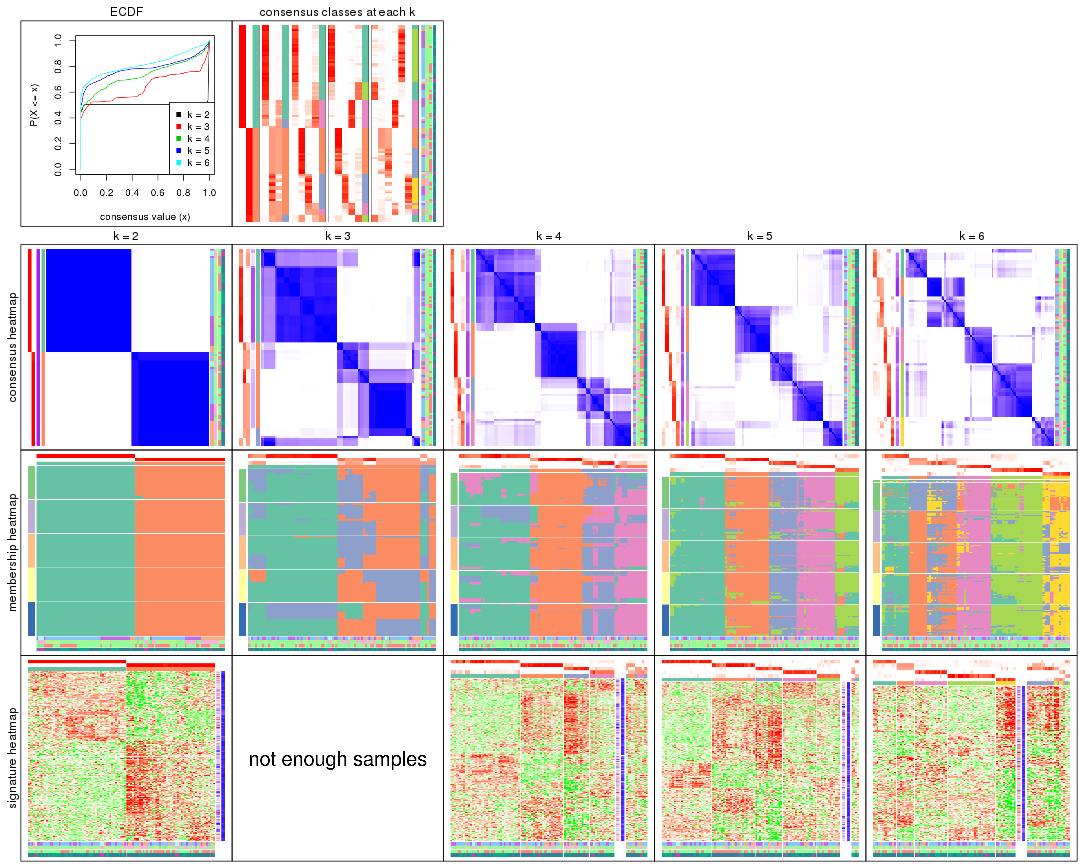 ECDF
consensus classes at each k
P(X <= x)
0.0 0.2 0.4 0.6 0.8 1.0
k = 2
k = 3
k = 4
k = 5
k = 6
0.0 0.2 0.4 0.6 0.8 1.0
consensus value (x)
k = 2 k = 3 k = 4 k = 5 k = 6
consensus heatmap
membership heatmap
signature heatmap
not enough samples